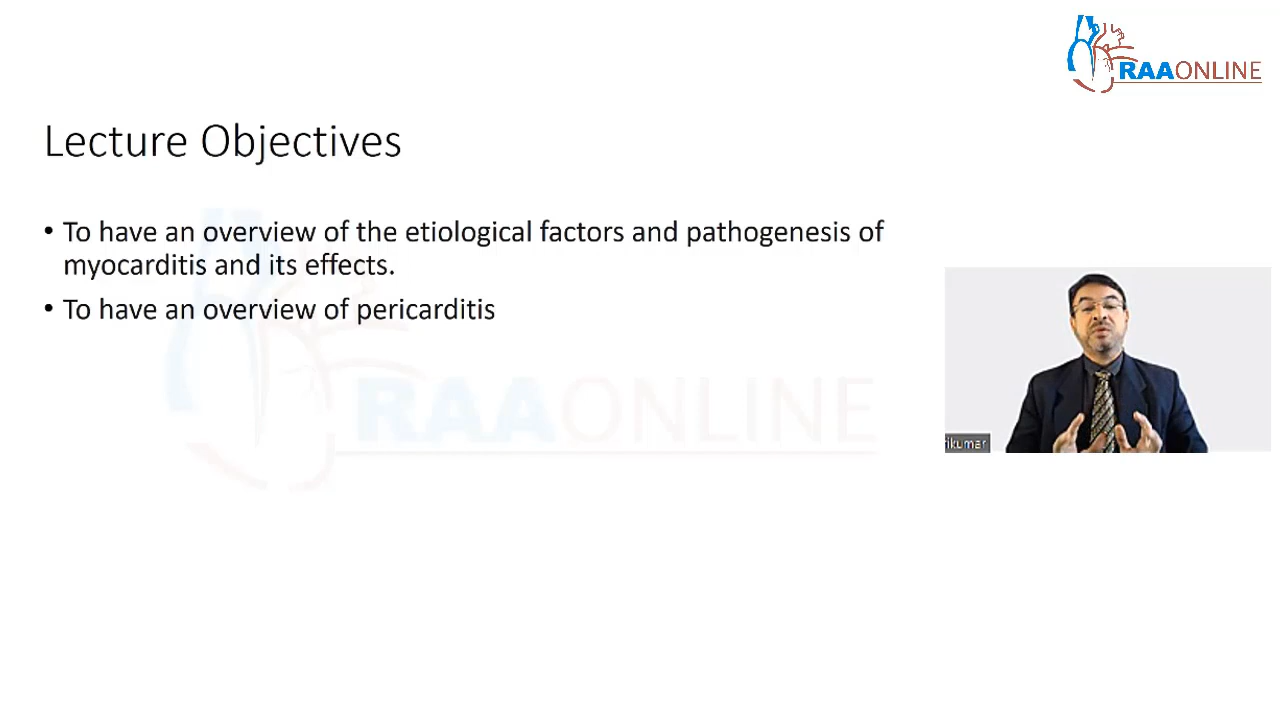 RAAONLINE
Lecture Objectives
• To have an overview of the etiological factors and pathogenesis of
myocarditis and its effects.
• To have an overview of pericarditis
RAAONLINE
rikumar